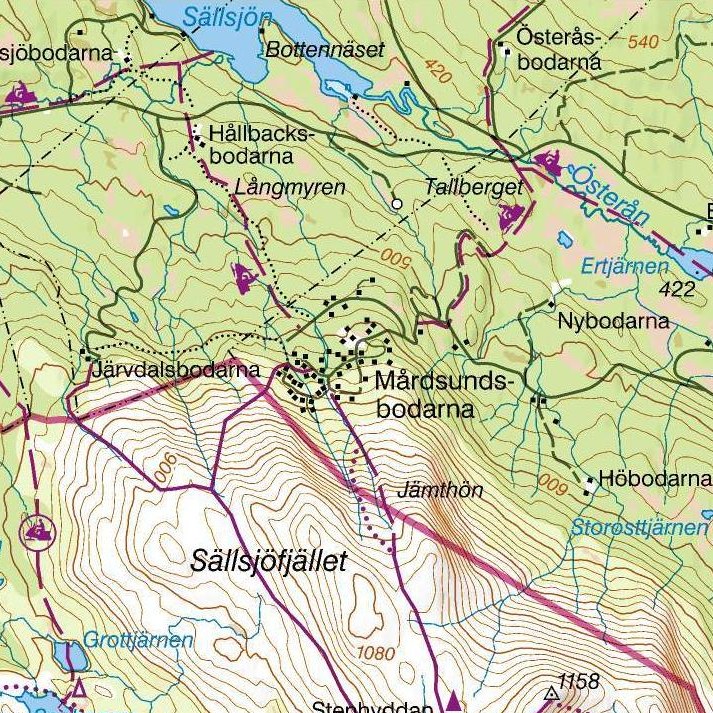 Sällsjön
sjöbodarna
Bottennäset
Österås-
bodarna
540
420
Hållbacks-
bodarna
Långmyren
Tallberget
Österån
500
Ertjärnen
422
Nybodarna
Järvdalsbodarna
Mårdsunds-
bodarna
900
Jämthön
600
Höbodarna
Storosttjärnen
Sällsjöfjället
Grottjärnen
1080
1158